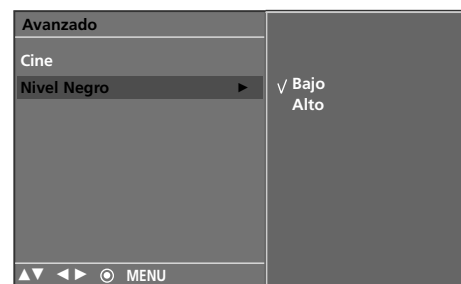 Avanzado
Cine
Nivel Negro ►
√ Bajo
Alto
▲▼ ◄► ◉ MENU